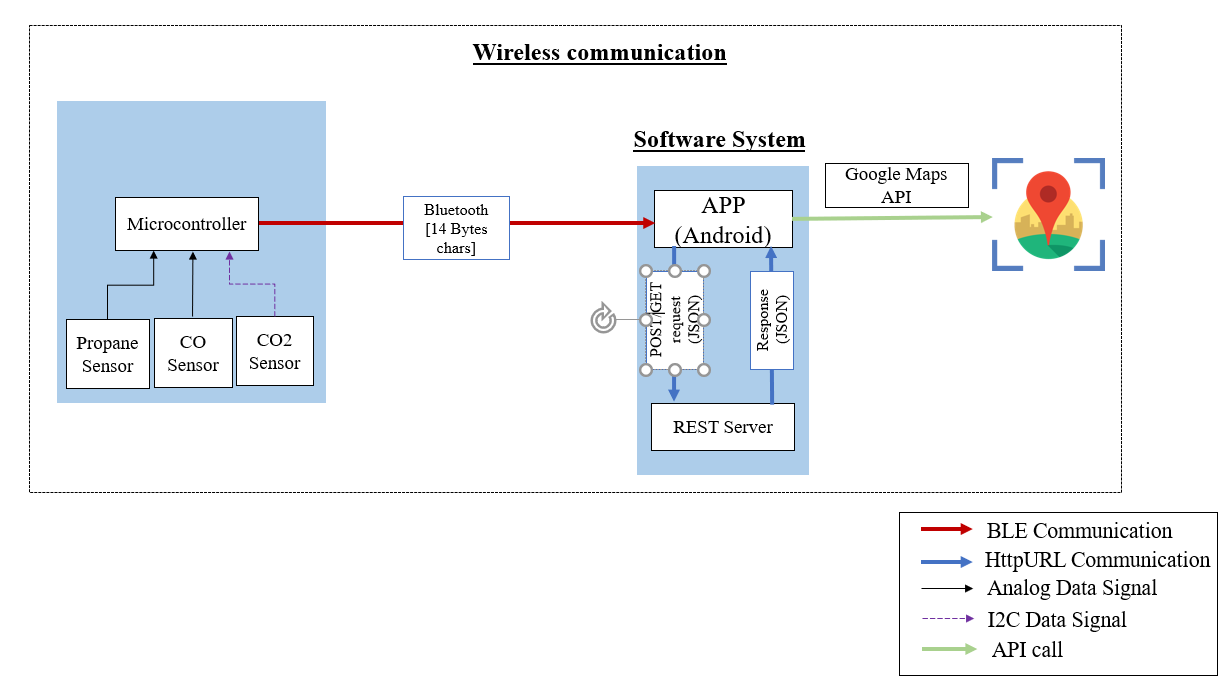 Wireless communication
Software System
Google Maps
API
APP
(Android)
Microcontroller
Bluetooth
[14 Bytes
chars]
POST/GET
request
(JSON)
Response
(JSON)
Propane
Sensor
CO
Sensor
CO2
Sensor
REST Server
BLE Communication
HttpURL Communication
Analog Data Signal
I2C Data Signal
API call